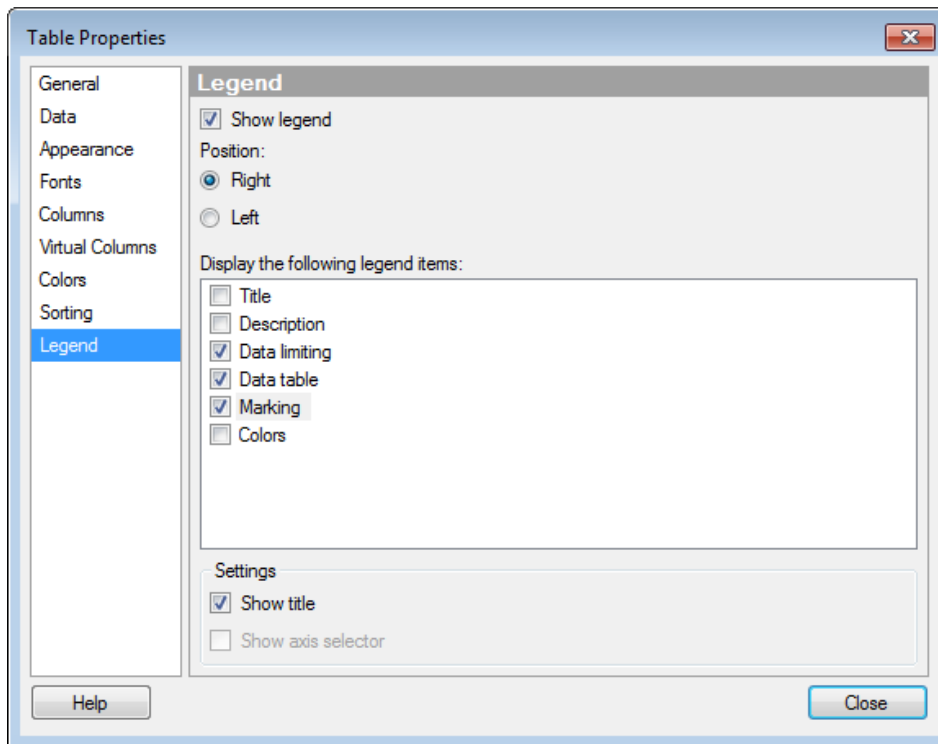 Table Properties
General
Data
Appearance
Fonts
Columns
Virtual Columns
Colors
Sorting
Legend
Legend
Show legend
Position:
Right
Left
Display the following legend items:
Title
Description
Data limiting
Data table
Marking
Colors
Settings
Show title
Show axis selector
Help
Close